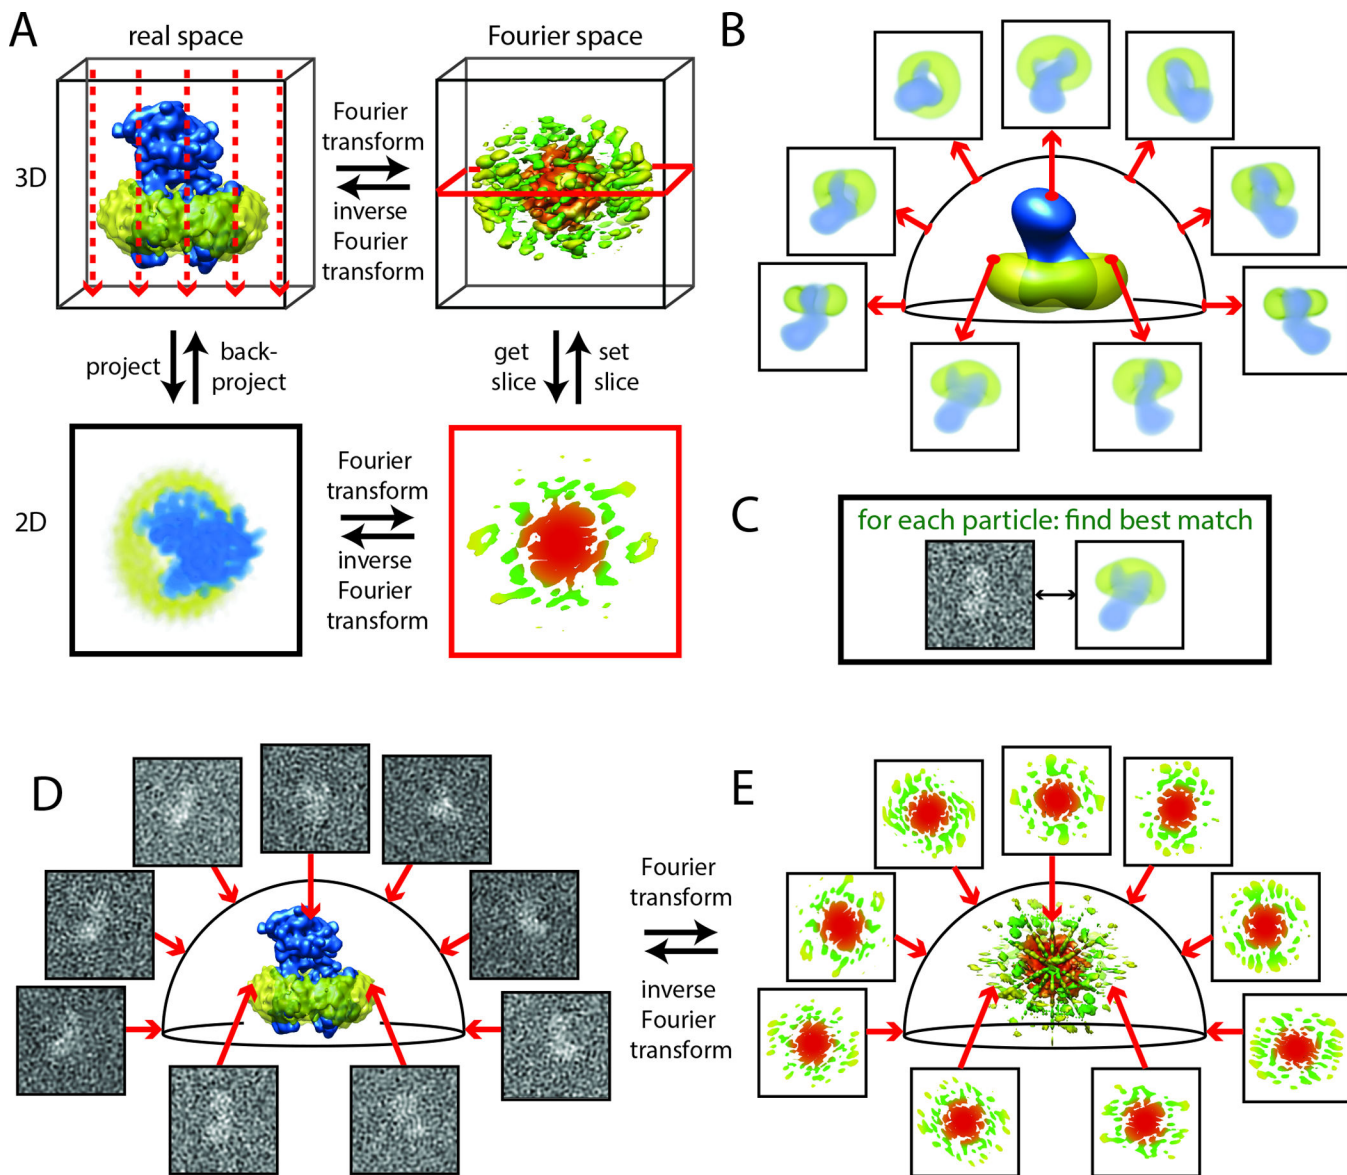 A
real space
Fourier space
3D
Fourier
transform
inverse
Fourier
transform
project
back-
project
get
slice
set
slice
2D
Fourier
transform
inverse
Fourier
transform
B
C
for each particle: find best match
D
Fourier
transform
inverse
Fourier
transform
E